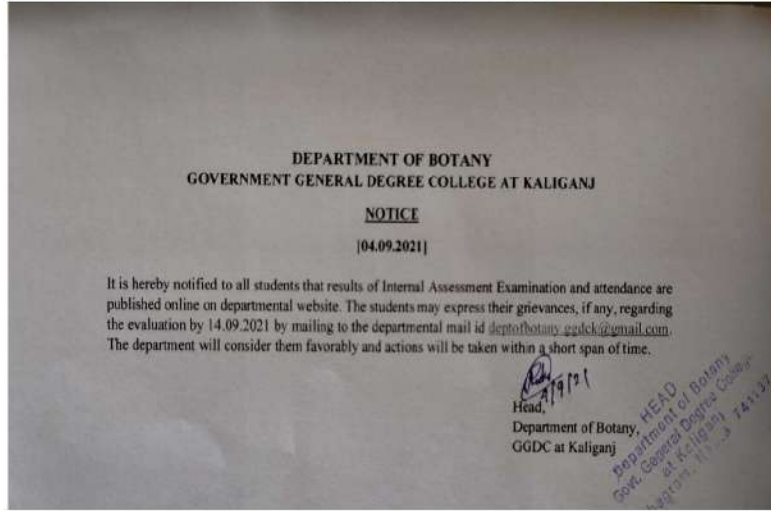 DEPARTMENT OF BOTANY
GOVERNMENT GENERAL DEGREE COLLEGE AT KALIGANJ
NOTICE
[04.09.2021]
It is hereby notified to all students that results of Internal Assessment Examination and attendance are
published online on departmental website. The students may express their grievances, if any, regarding
the evaluation by 14.09.2021 by mailing to the departmental mail id deptofbotany.ggdck@gmail.com.
The department will consider them favorably and actions will be taken within a short span of time.
4/9/21
Head,
Department of Botany,
GGDC at Kaliganj
HEAD
Department of Botany
Govt. General Degree College
at Kaliganj